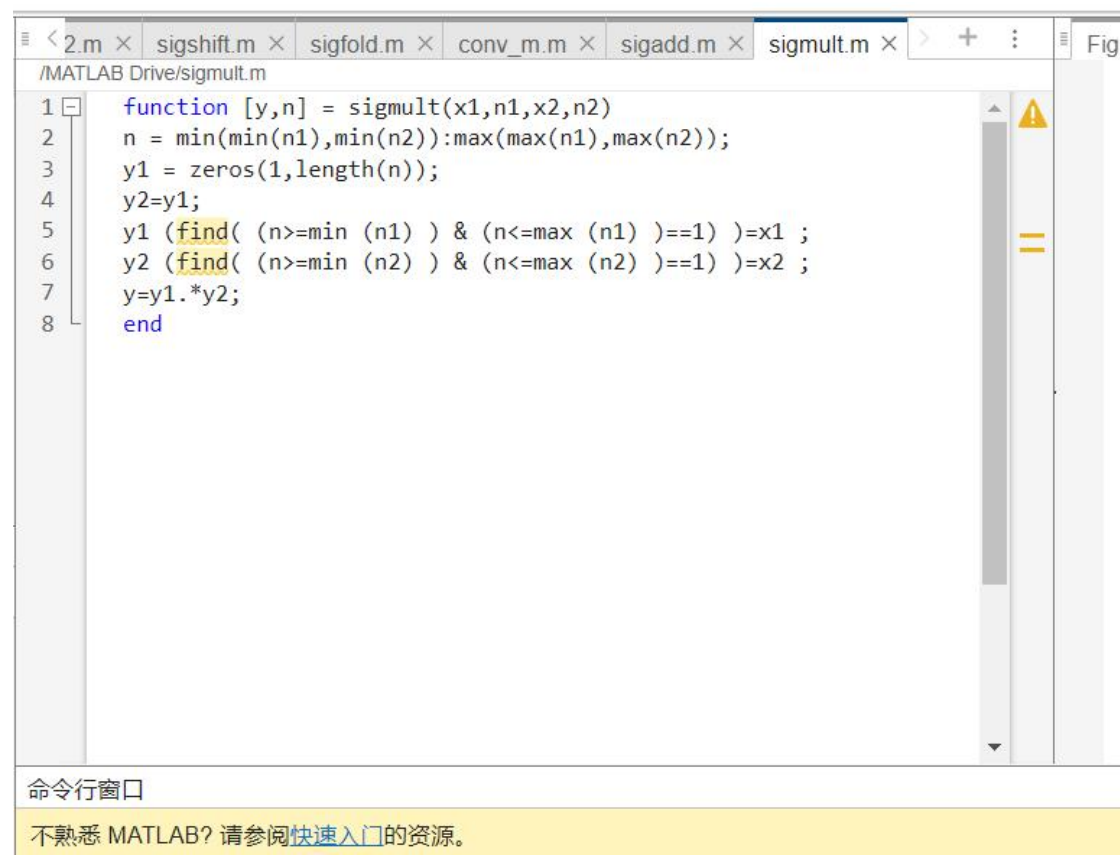 2.m × sigshift.m × sigfold.m × conv_m.m × sigadd.m × sigmult.m × + Fig
/MATLAB Drive/sigmult.m
1 function [y,n] = sigmult(x1,n1,x2,n2)
2 n = min(min(n1),min(n2)):max(max(n1),max(n2));
3 y1 = zeros(1,length(n));
4 y2=y1;
5 y1 (find( (n>=min (n1) ) & (n<=max (n1) )==1) )=x1 ;
6 y2 (find( (n>=min (n2) ) & (n<=max (n2) )==1) )=x2 ;
7 y=y1.*y2;
8 end
命令行窗口
不熟悉 MATLAB? 请参阅快速入门的资源。